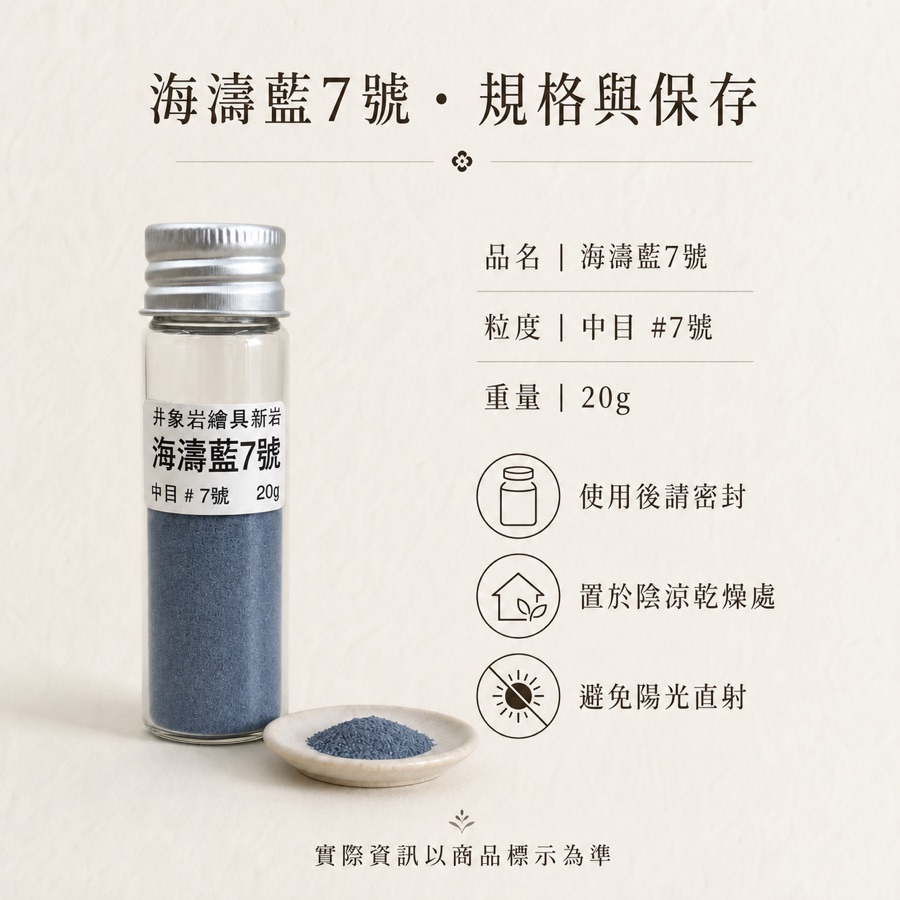 海濤藍7號・規格與保存
品名 | 海濤藍7號
粒度 | 中目 #7號
重量 | 20g
井象岩繪具新岩
海濤藍7號
中目 # 7號 20g
使用後請密封
置於陰涼乾燥處
避免陽光直射
實際資訊以商品標示為準